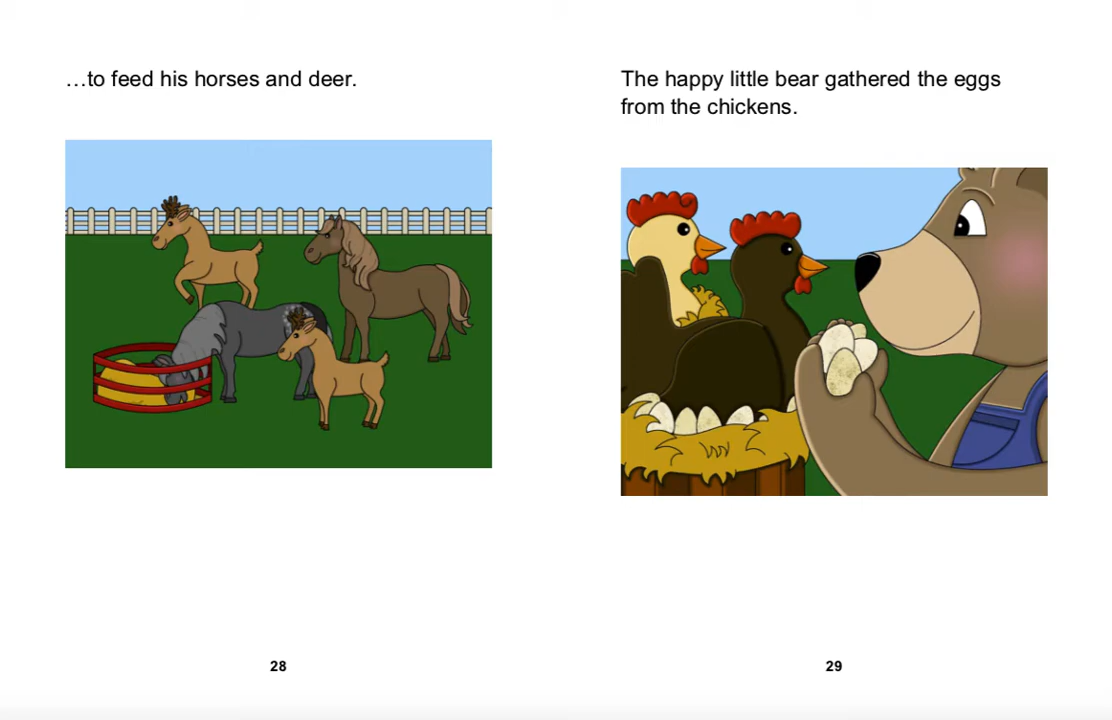 …to feed his horses and deer.
The happy little bear gathered the eggs
from the chickens.
28
29